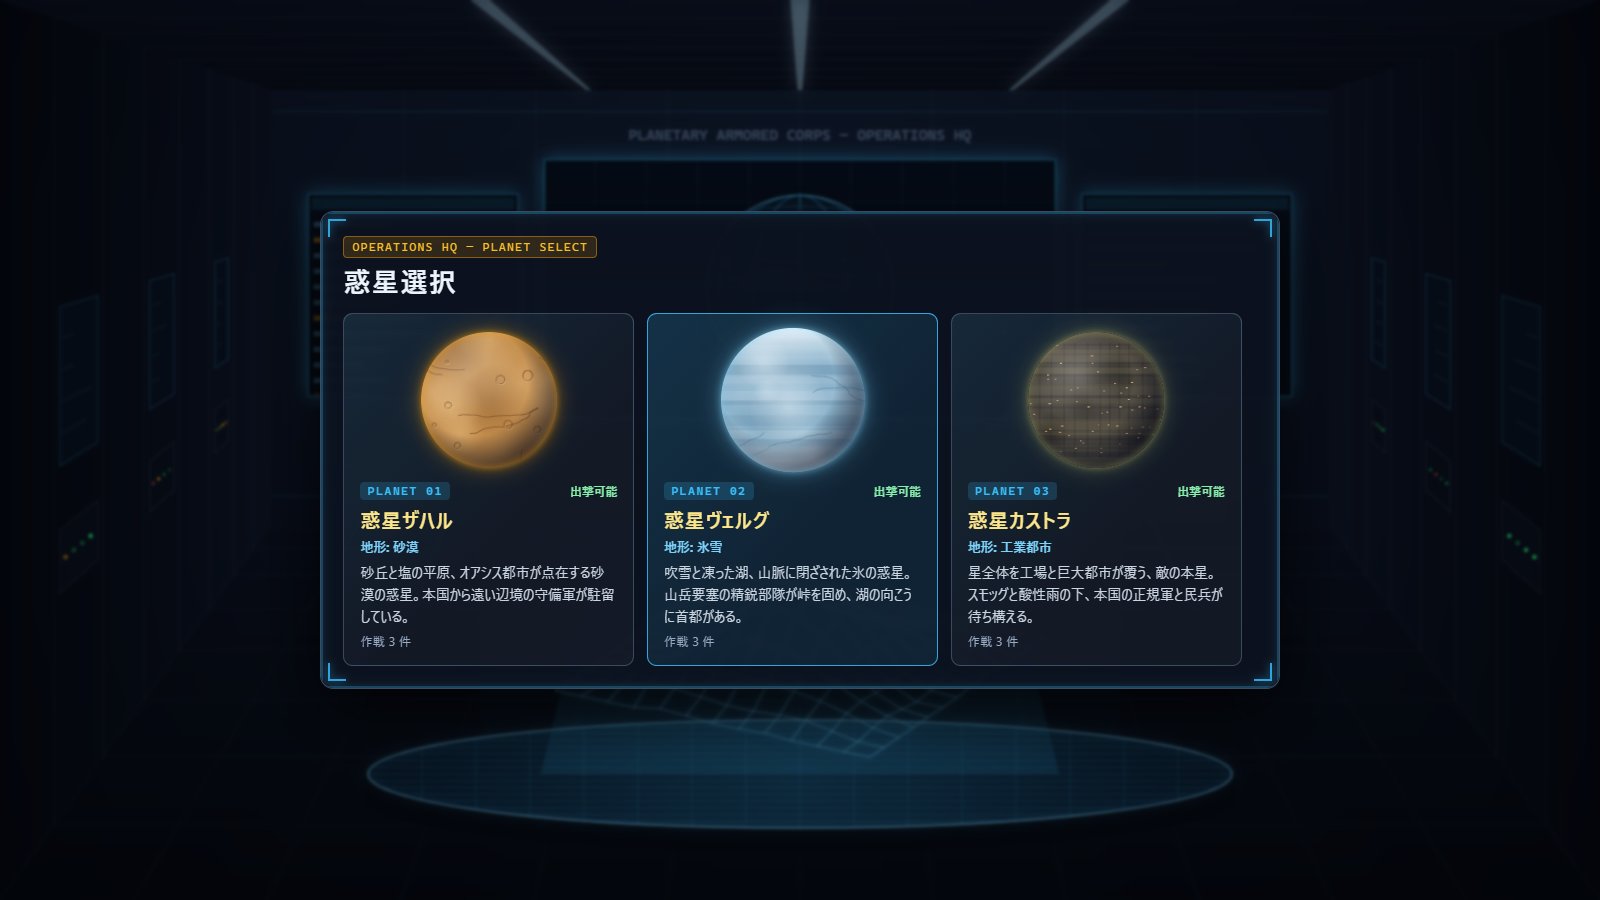 PLANETARY ARMORED CORPS — OPERATIONS HQ
OPERATIONS HQ — PLANET SELECT
惑星選択
PLANET 01
出撃可能
惑星ザハル
地形: 砂漠
砂丘と塩の平原、オアシス都市が点在する砂
漠の惑星。本国から遠い辺境の守備軍が駐留
している。
作戦 3 件
PLANET 02
出撃可能
惑星ヴェルグ
地形: 氷雪
吹雪と凍った湖、山脈に閉ざされた氷の惑星。
山岳要塞の精鋭部隊が峠を固め、湖の向こう
に首都がある。
作戦 3 件
PLANET 03
出撃可能
惑星カストラ
地形: 工業都市
星全体を工場と巨大都市が覆う、敵の本星。
スモッグと酸性雨の下、本国の正規軍と民兵が
待ち構える。
作戦 3 件